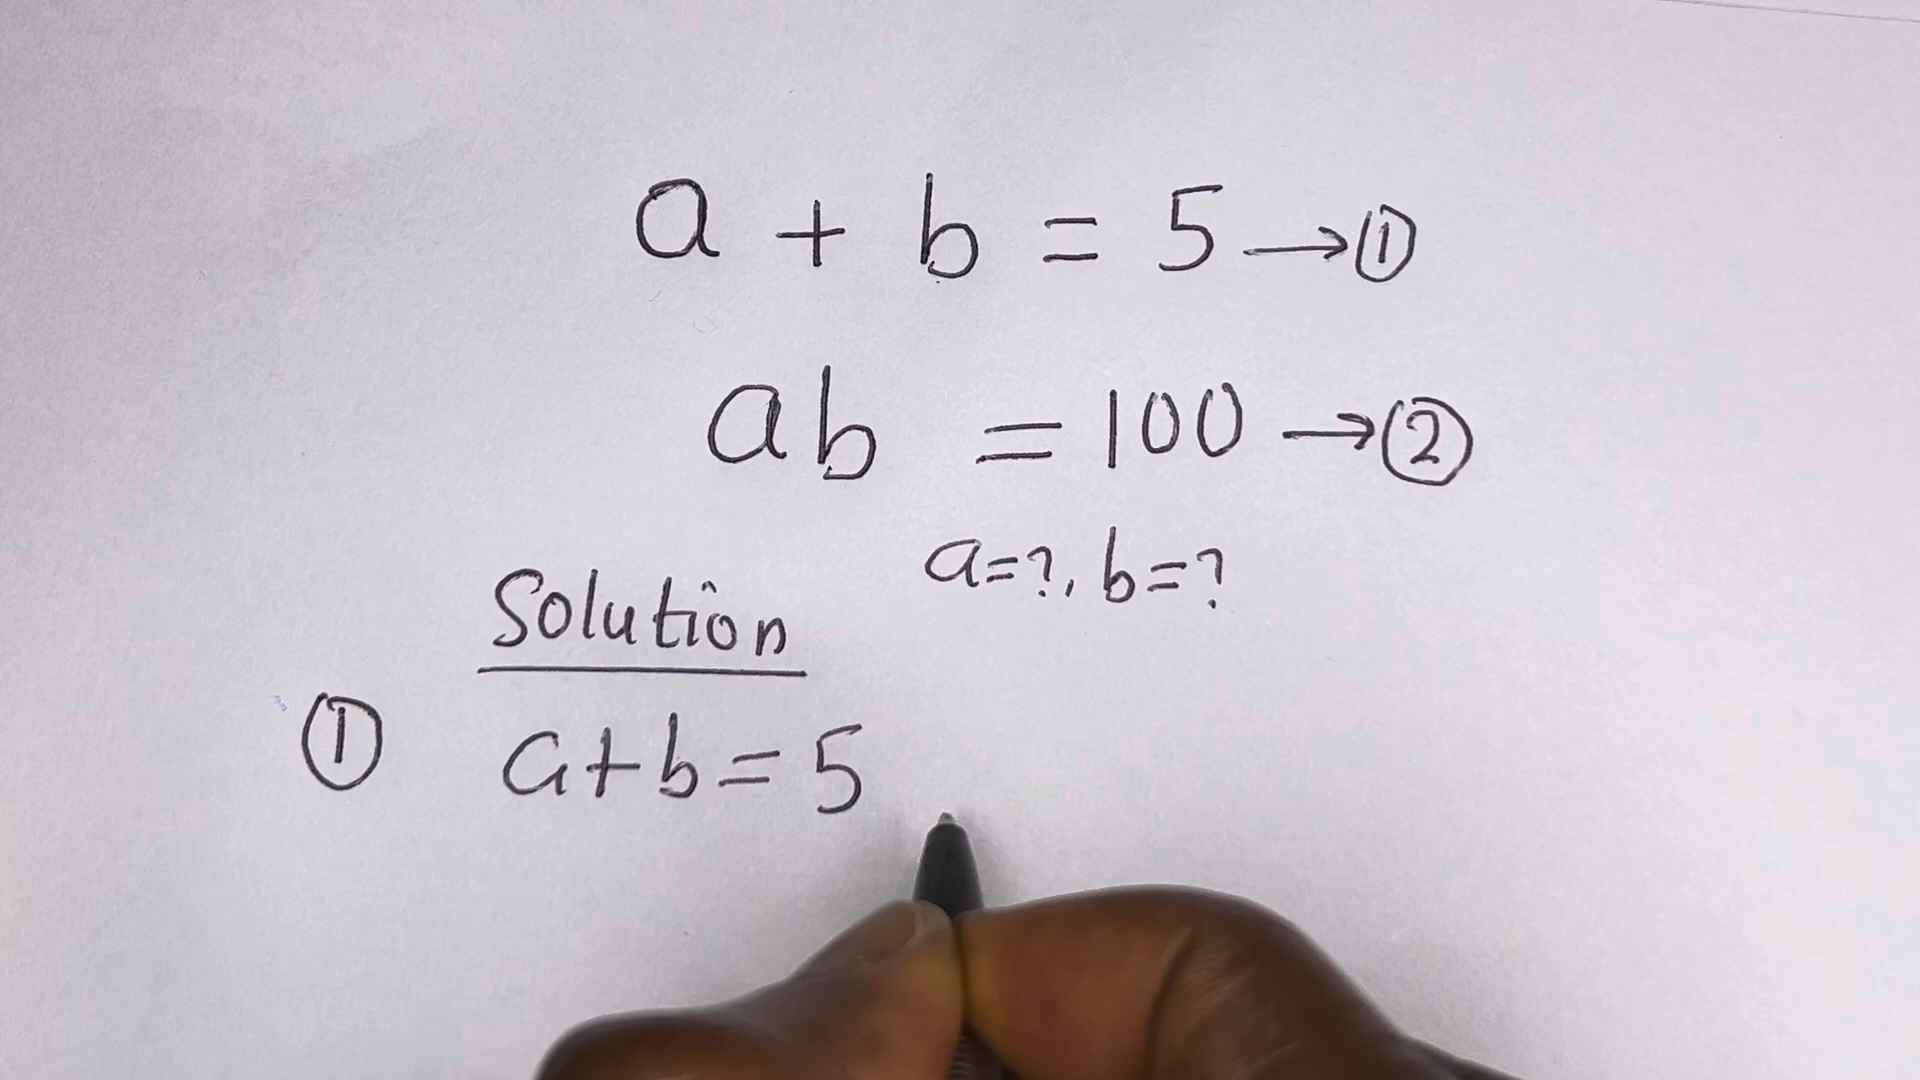 a + b = 5 → ①
ab = 100 → ②
a=?, b=?
Solution
① a+b=5